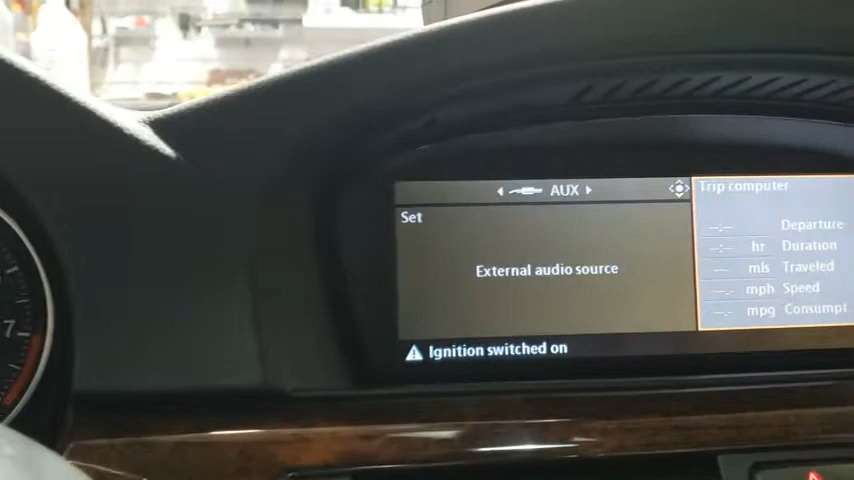 AUX
Set
External audio source
Ignition switched on
Trip computer
--:-- Departure
--:-- hr Duration
--.-- mls Traveled
--.-- mph Speed
--.-- mpg Consumpt.
7